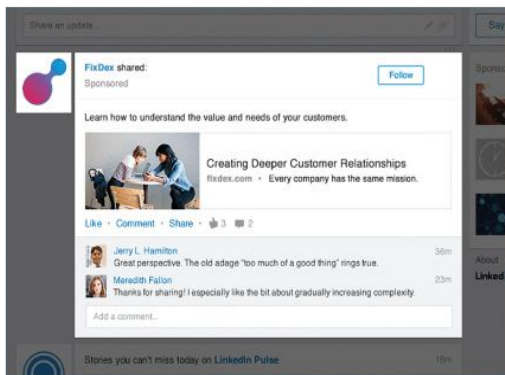 Share an update...
Say
FixDex shared:
Sponsored
Follow
Sponso
Learn how to understand the value and needs of your customers.
Creating Deeper Customer Relationships
fixdex.com • Every company has the same mission.
Like • Comment • Share • 3 2
Jerry L. Hamilton 36m
Great perspective. The old adage "too much of a good thing" rings true.
Meredith Fallon 23m
Thanks for sharing! I especially like the bit about gradually increasing complexity.
Add a comment...
About
Linked
Stories you can't miss today on LinkedIn Pulse 18m